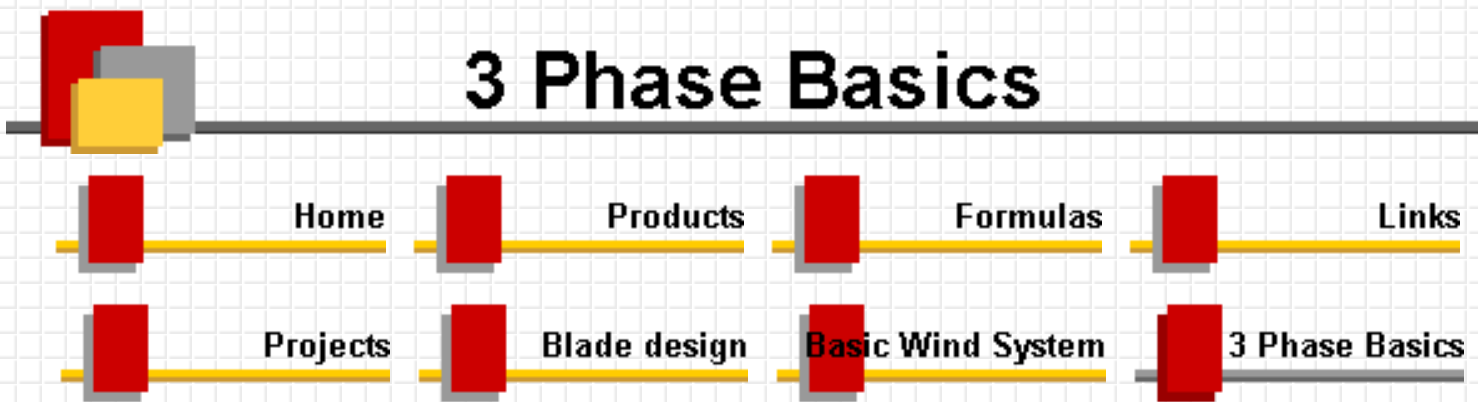 3 Phase Basics
Home Products Formulas Links
Projects Blade design Basic Wind System 3 Phase Basics